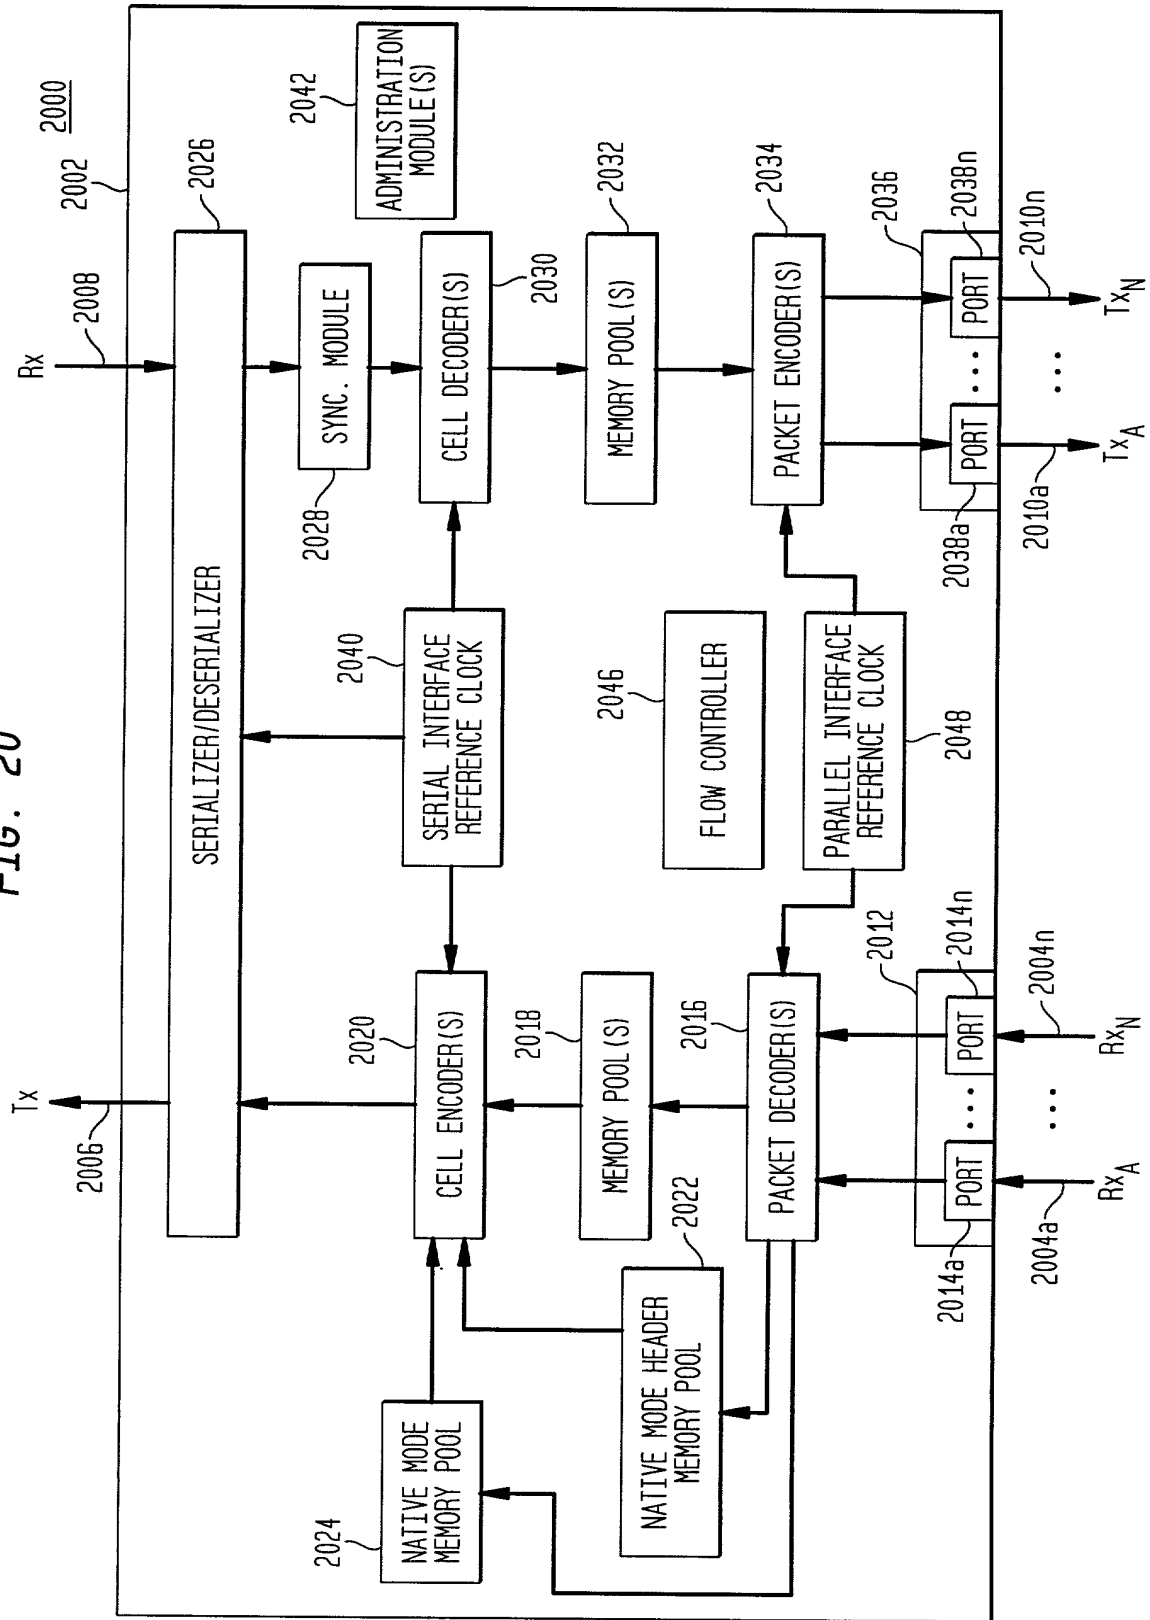 FIG. 20
2000
2002
Tx
2006
Rx
2008
SERIALIZER/DESERIALIZER
2026
SYNC. MODULE
2028
ADMINISTRATION
MODULE(S)
2042
2024
NATIVE MODE
MEMORY POOL
2020
CELL ENCODER(S)
2040
SERIAL INTERFACE
REFERENCE CLOCK
CELL DECODER(S)
2030
2018
MEMORY POOL(S)
MEMORY POOL(S)
2032
2022
NATIVE MODE HEADER
MEMORY POOL
2046
FLOW CONTROLLER
2016
PACKET DECODER(S)
PARALLEL INTERFACE
REFERENCE CLOCK
2048
PACKET ENCODER(S)
2034
2012
2014a
PORT
...
PORT
2014n
2036
2038a
PORT
...
PORT
2038n
2004a
...
2004n
2010a
...
2010n
RxA
RxN
TxA
TxN